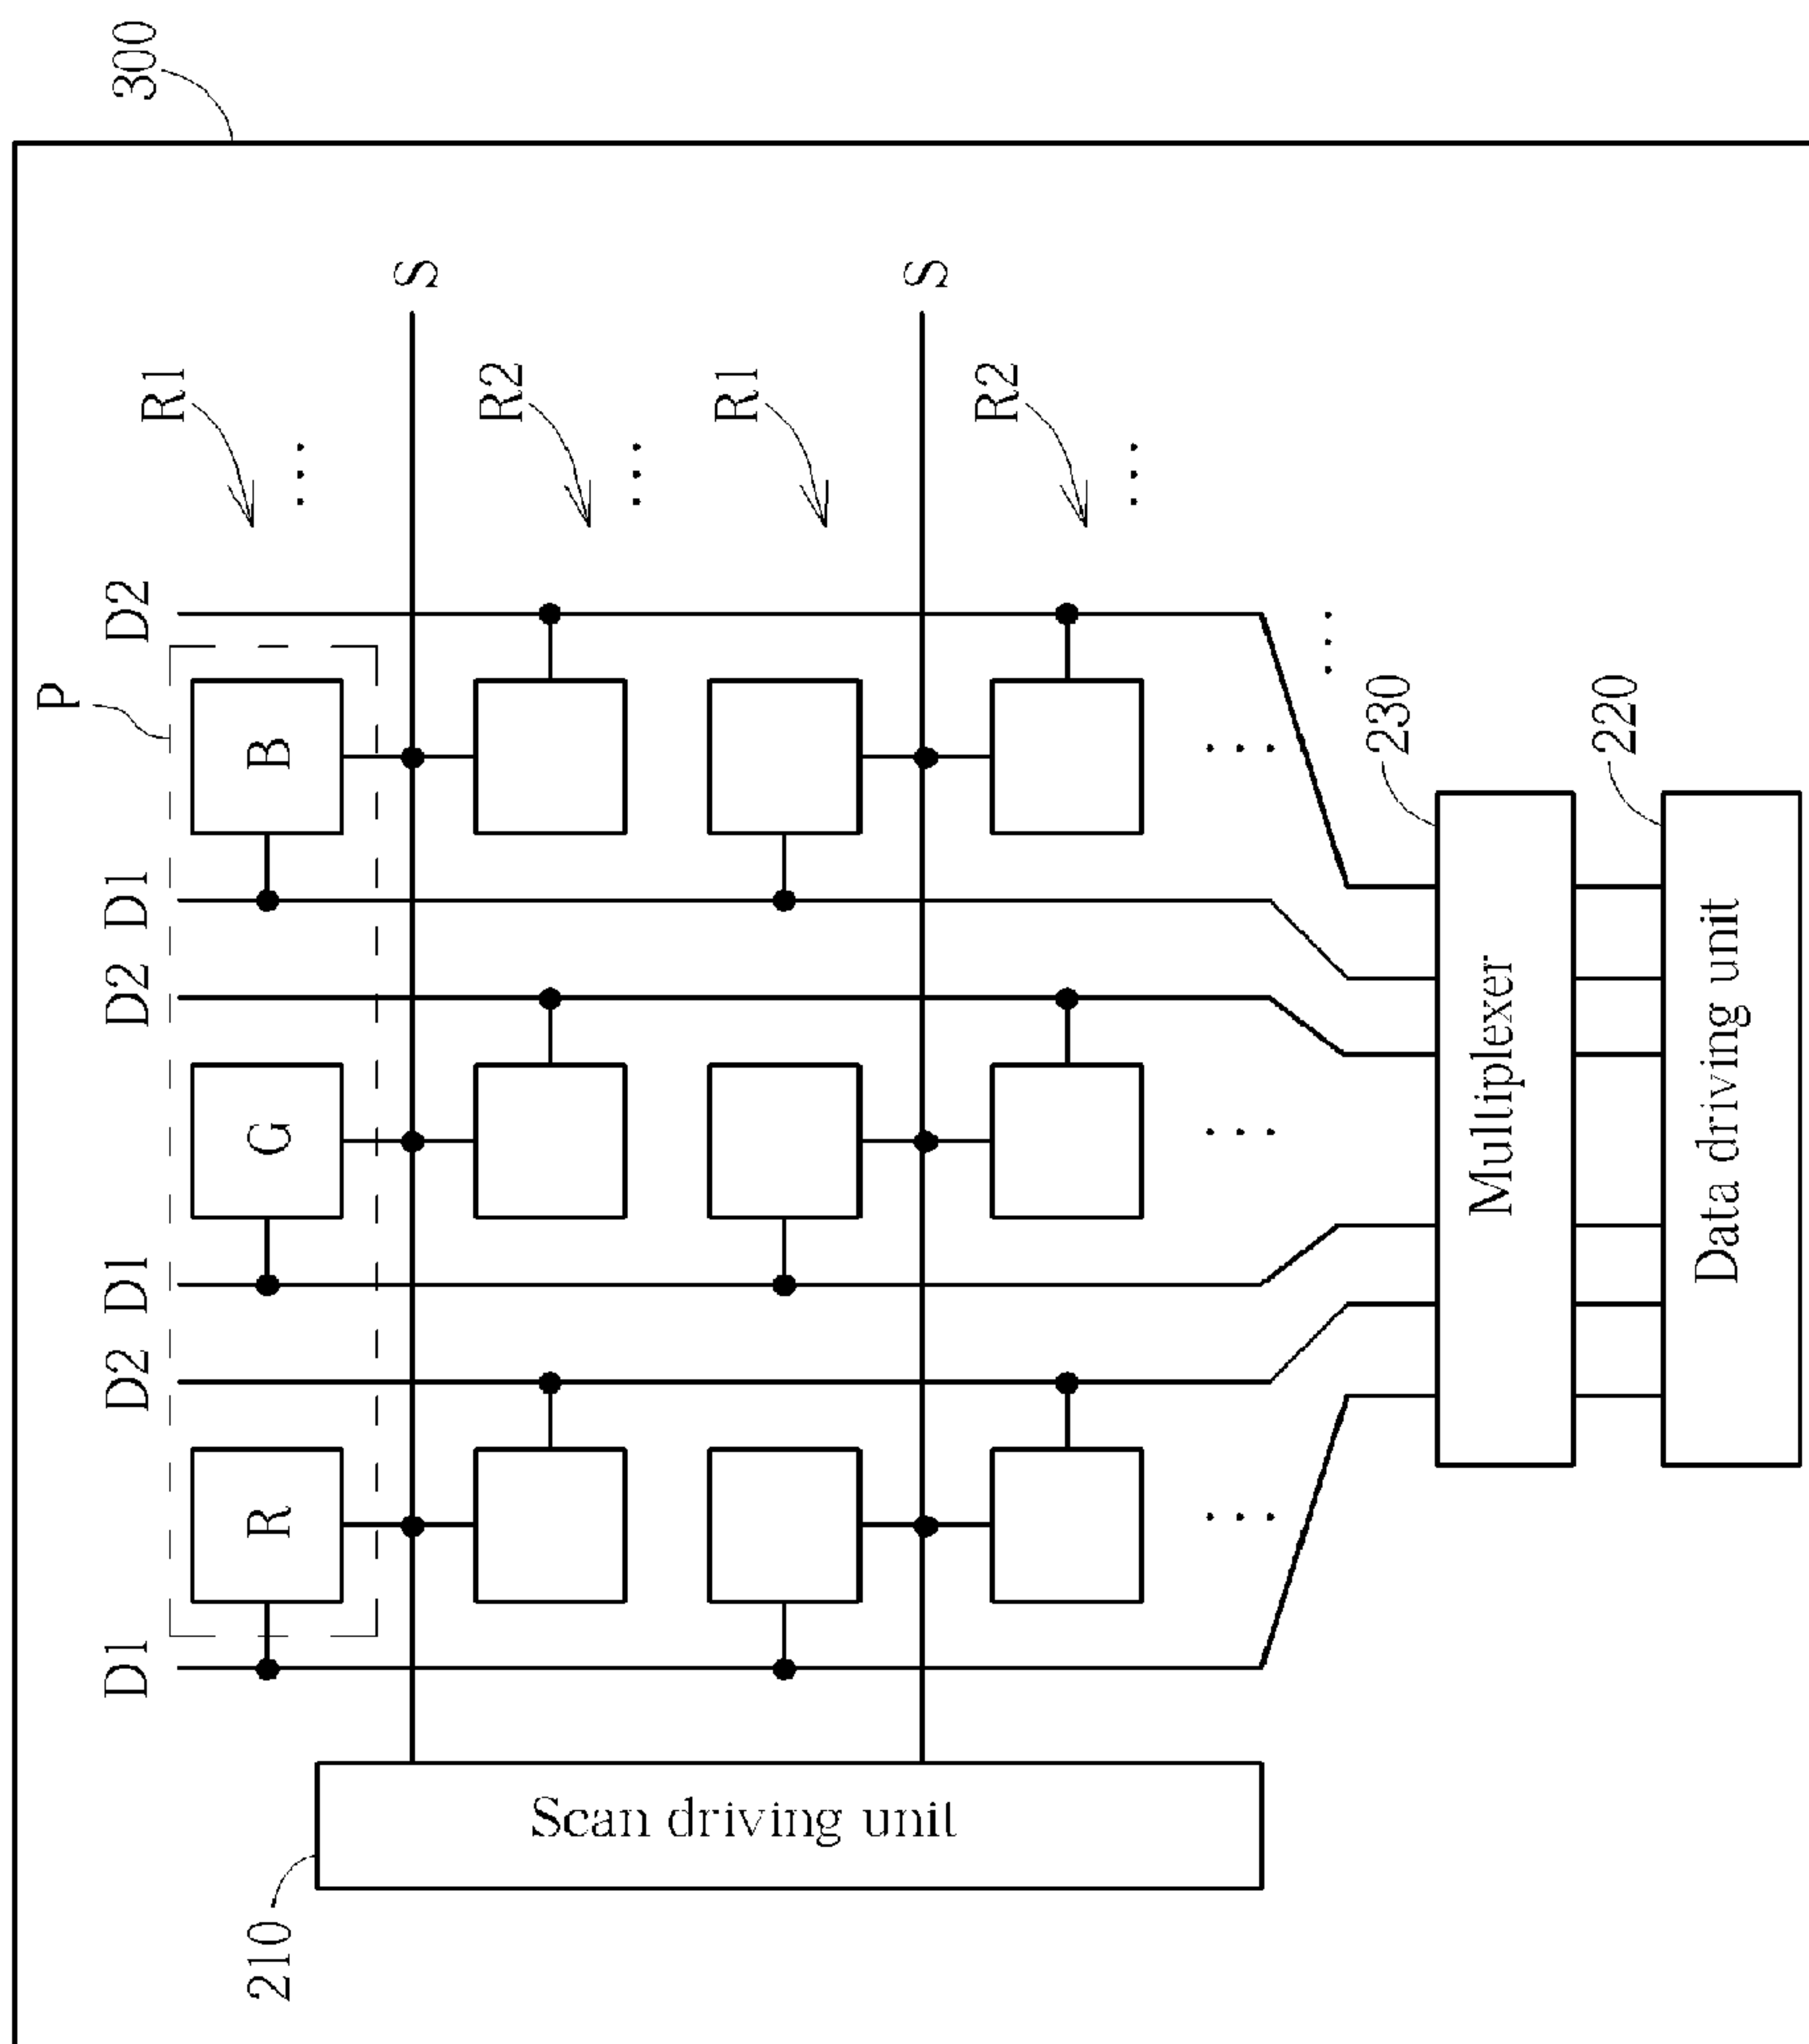 300
P
D1
D2
D1
D2
D1
D2
R
G
B
R1
S
R2
R1
S
R2
210
Scan driving unit
230
Multiplexer
220
Data driving unit